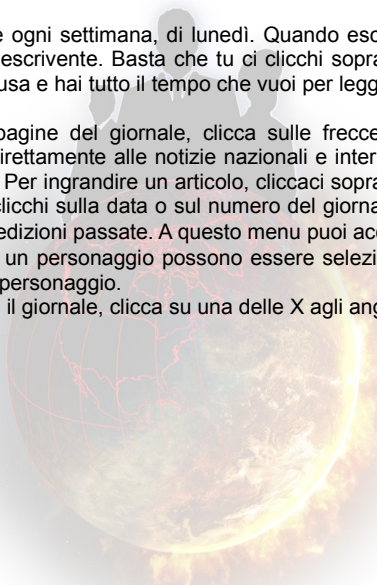 e ogni settimana, di lunedì. Quando esc
escrivente. Basta che tu ci clicchi sopra
usa e hai tutto il tempo che vuoi per legg
pagine del giornale, clicca sulle frecce
direttamente alle notizie nazionali e inter
Per ingrandire un articolo, cliccaci sopra
clicchi sulla data o sul numero del giorna
edizioni passate. A questo menu puoi acc
un personaggio possono essere selezi
personaggio.
il giornale, clicca su una delle X agli ang